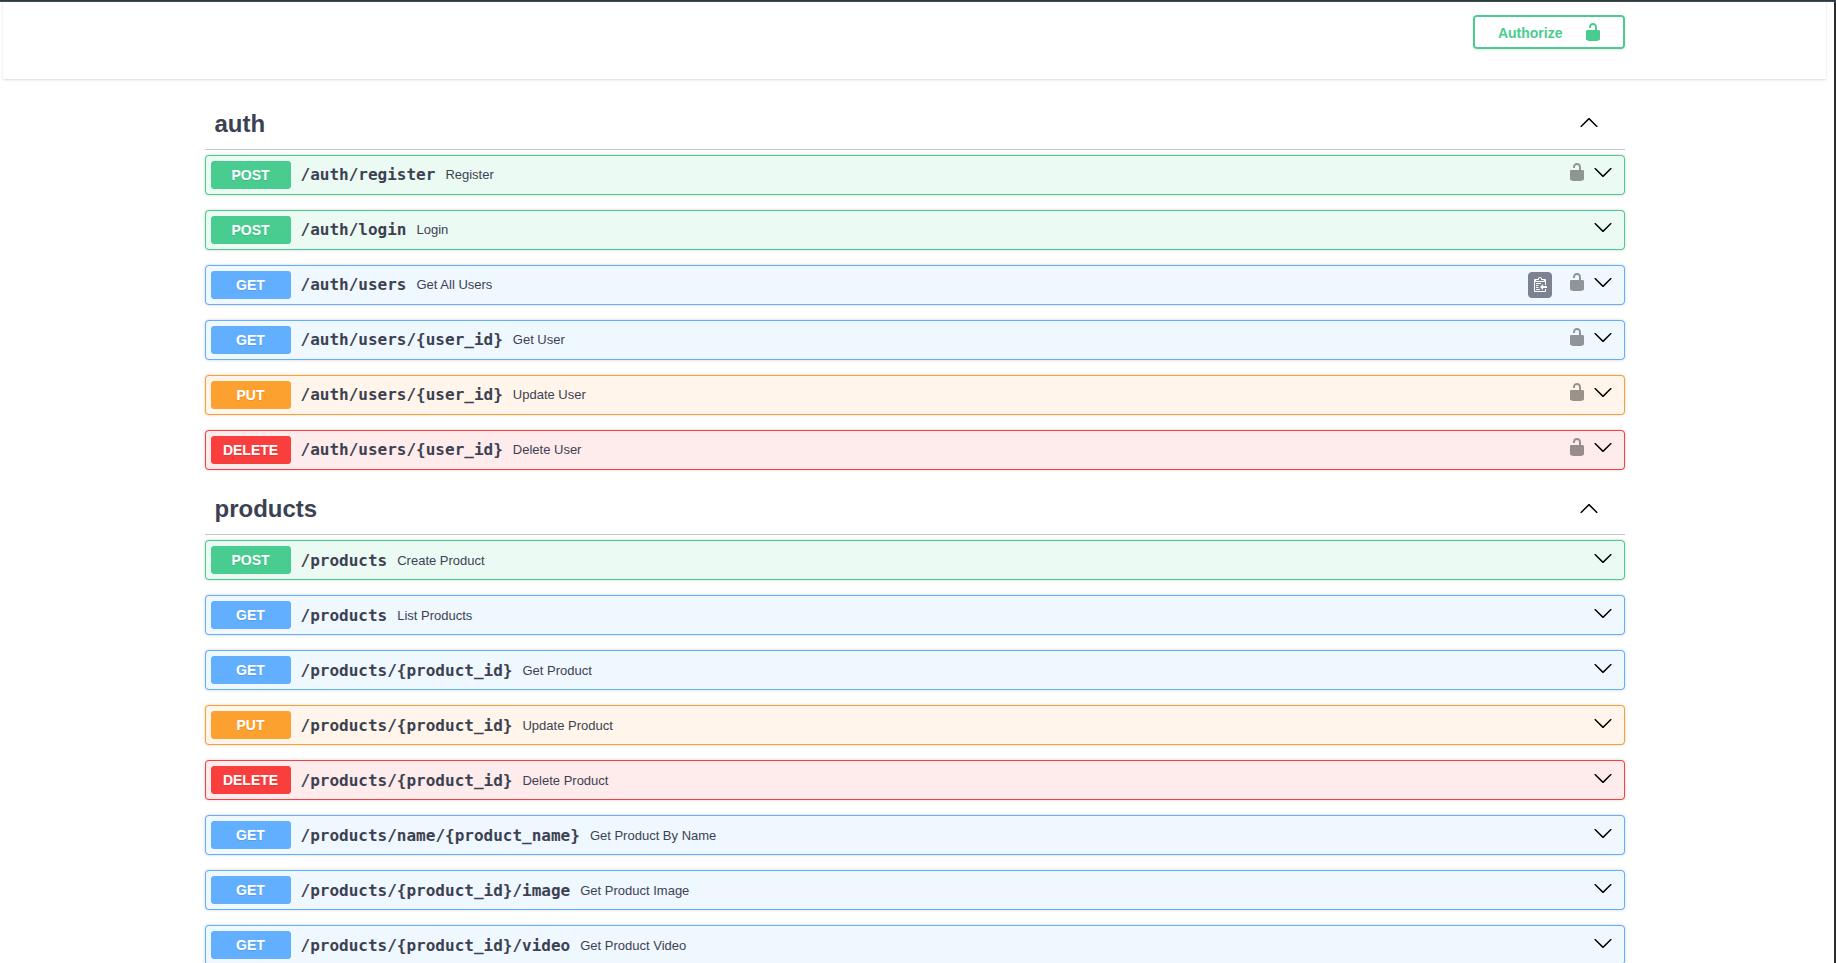 Authorize
auth
POST /auth/register Register
POST /auth/login Login
GET /auth/users Get All Users
GET /auth/users/{user_id} Get User
PUT /auth/users/{user_id} Update User
DELETE /auth/users/{user_id} Delete User
products
POST /products Create Product
GET /products List Products
GET /products/{product_id} Get Product
PUT /products/{product_id} Update Product
DELETE /products/{product_id} Delete Product
GET /products/name/{product_name} Get Product By Name
GET /products/{product_id}/image Get Product Image
GET /products/{product_id}/video Get Product Video